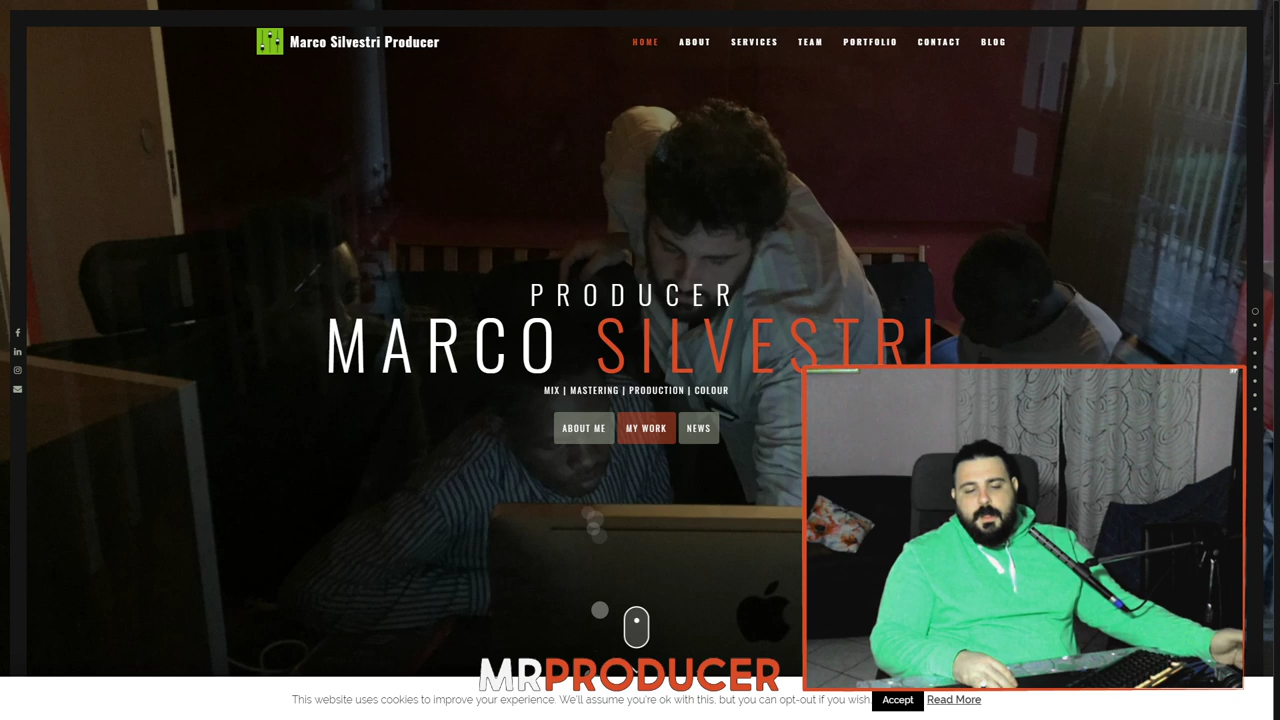 Marco Silvestri Producer
HOME ABOUT SERVICES TEAM PORTFOLIO CONTACT BLOG
PRODUCER
MARCO SILVESTRI
MIX | MASTERING | PRODUCTION | COLOUR
ABOUT ME MY WORK NEWS
MRPRODUCER
This website uses cookies to improve your experience. We'll assume you're ok with this, but you can opt-out if you wish. Accept Read More